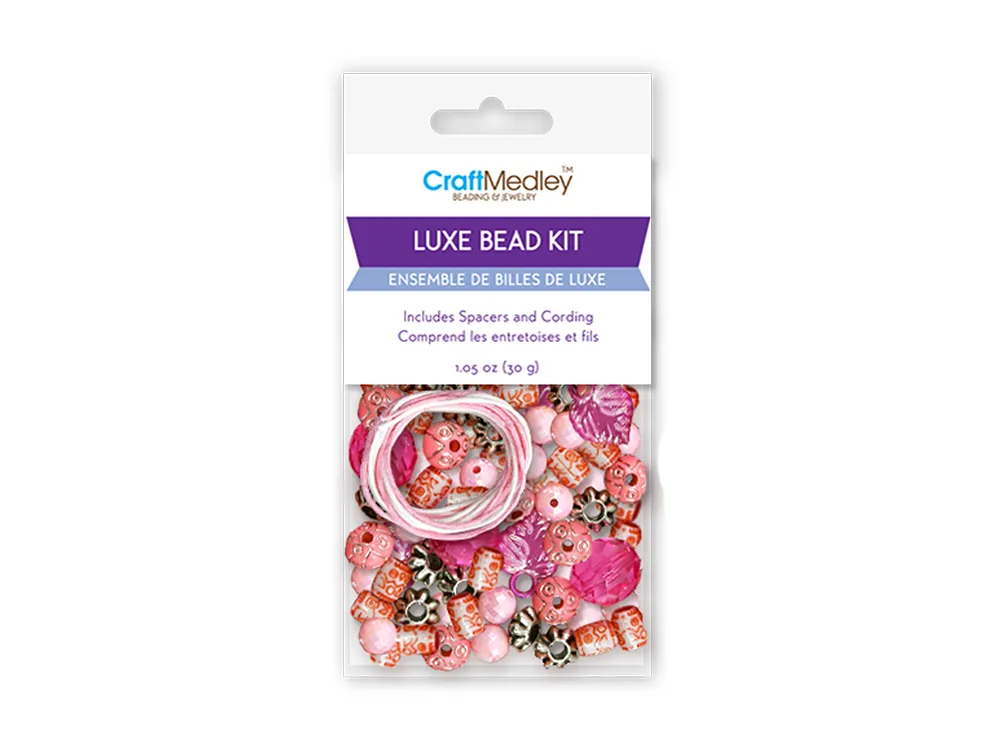 CraftMedley™
BEADING & JEWELRY
LUXE BEAD KIT
ENSEMBLE DE BILLES DE LUXE
Includes Spacers and Cording
Comprend les entretoises et fils
1.05 oz (30 g)